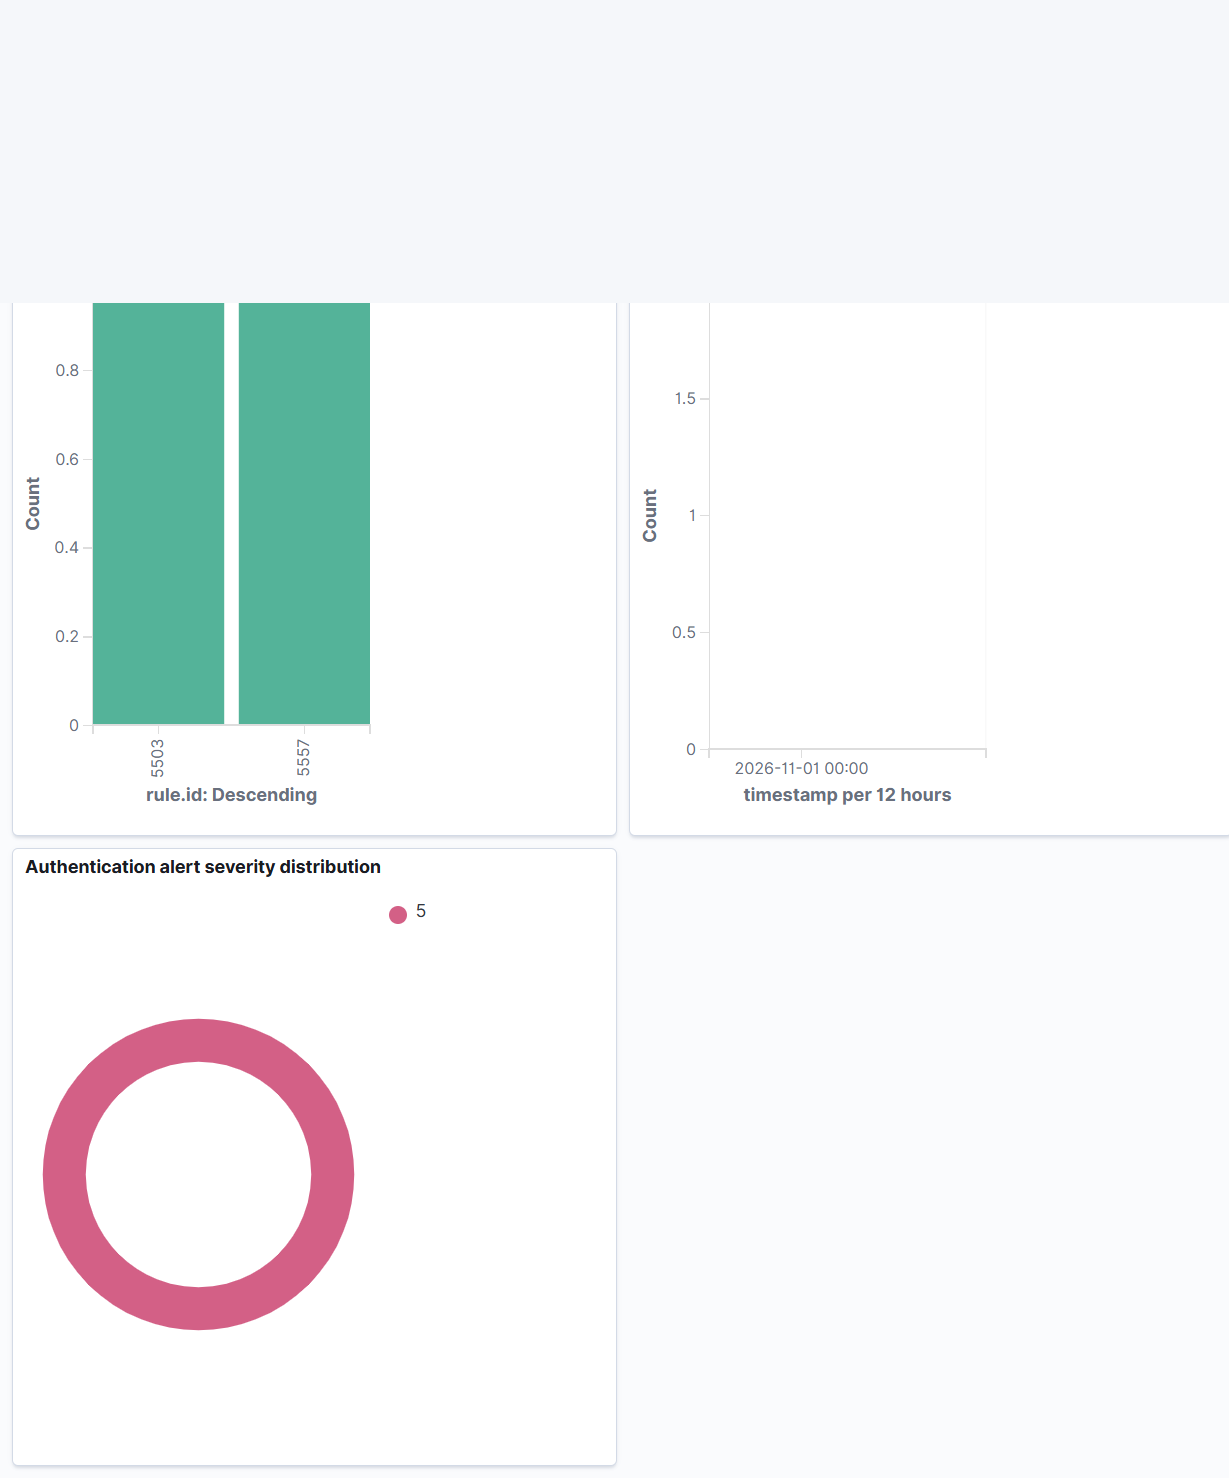 0.8
0.6
0.4
0.2
0
Count
5503
5557
rule.id: Descending
1.5
1
0.5
0
Count
2026-11-01 00:00
timestamp per 12 hours
Authentication alert severity distribution
5